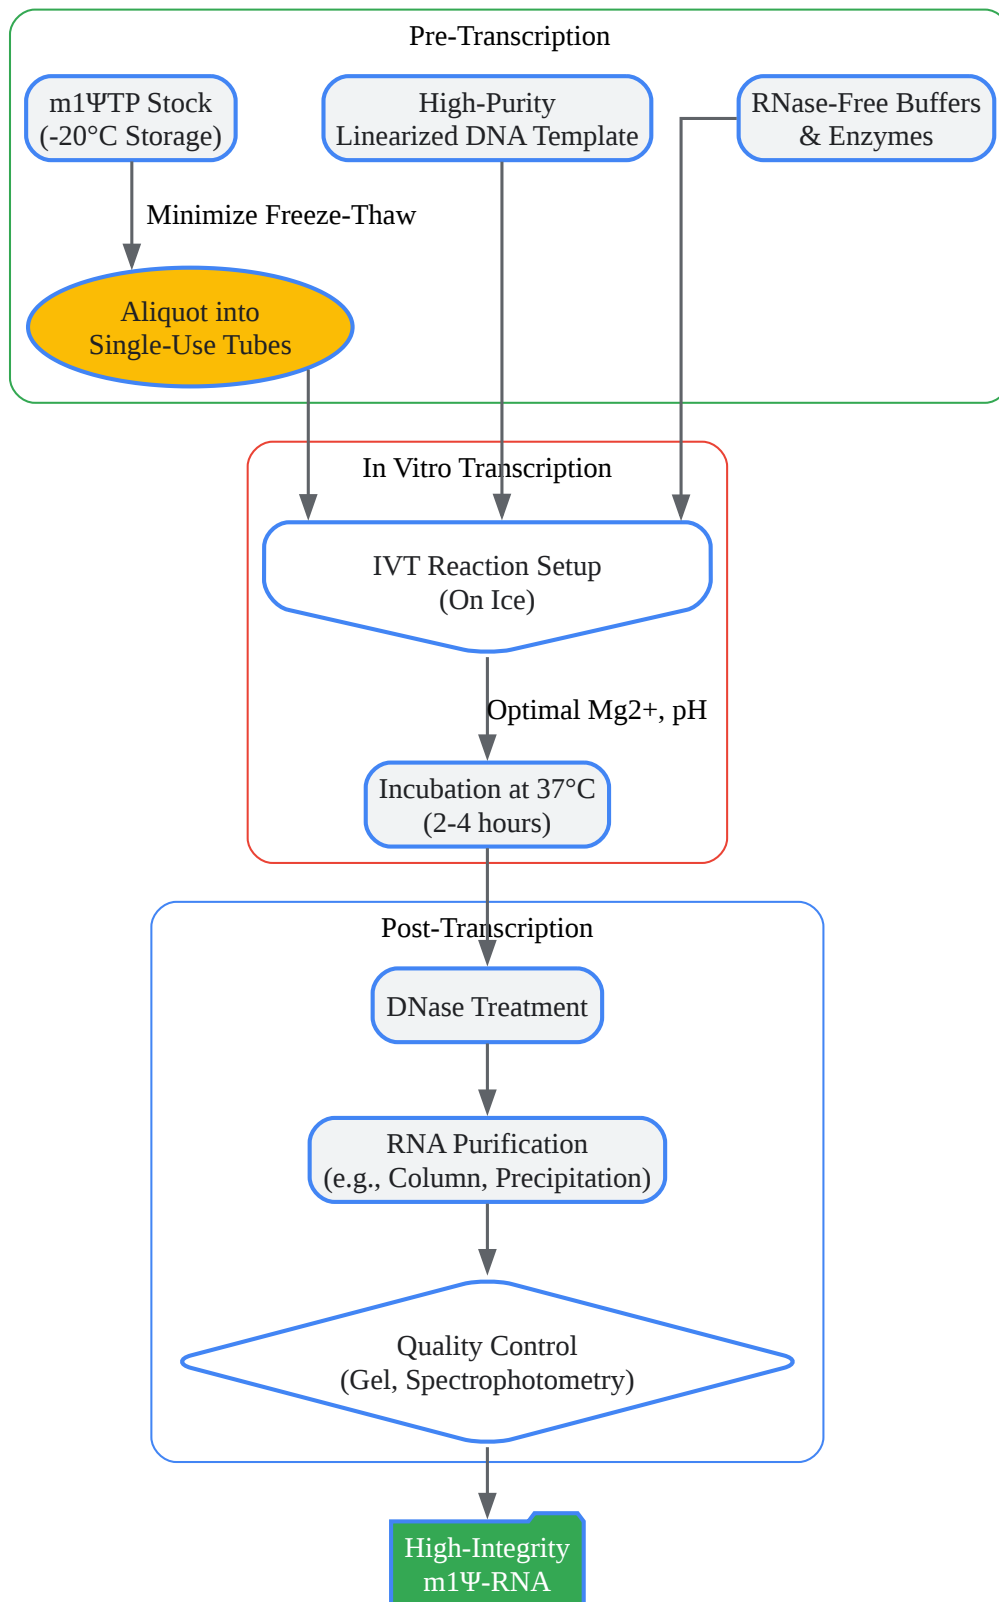 Pre-Transcription
m1ΨTP Stock
(-20°C Storage)
High-Purity
Linearized DNA Template
RNase-Free Buffers
& Enzymes
Minimize Freeze-Thaw
Aliquot into
Single-Use Tubes
In Vitro Transcription
IVT Reaction Setup
(On Ice)
Optimal Mg2+, pH
Incubation at 37°C
(2-4 hours)
Post-Transcription
DNase Treatment
RNA Purification
(e.g., Column, Precipitation)
Quality Control
(Gel, Spectrophotometry)
High-Integrity
m1Ψ-RNA